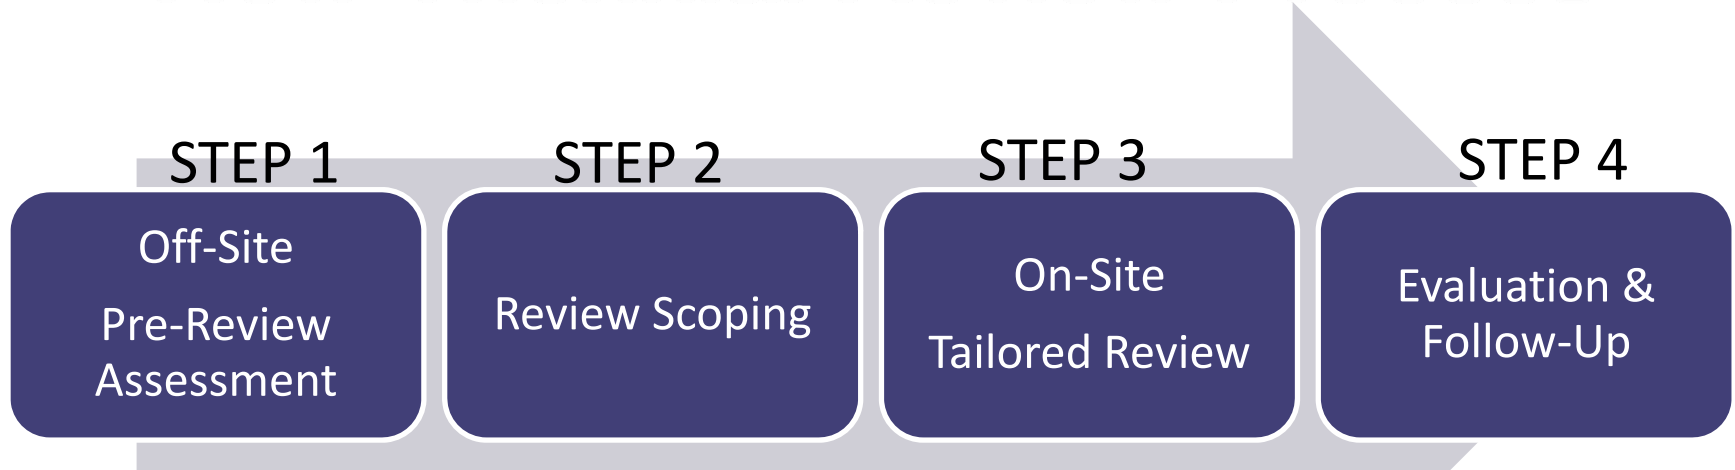 STEP 1
Off-Site
Pre-Review
Assessment
STEP 2
Review Scoping
STEP 3
On-Site
Tailored Review
STEP 4
Evaluation &
Follow-Up